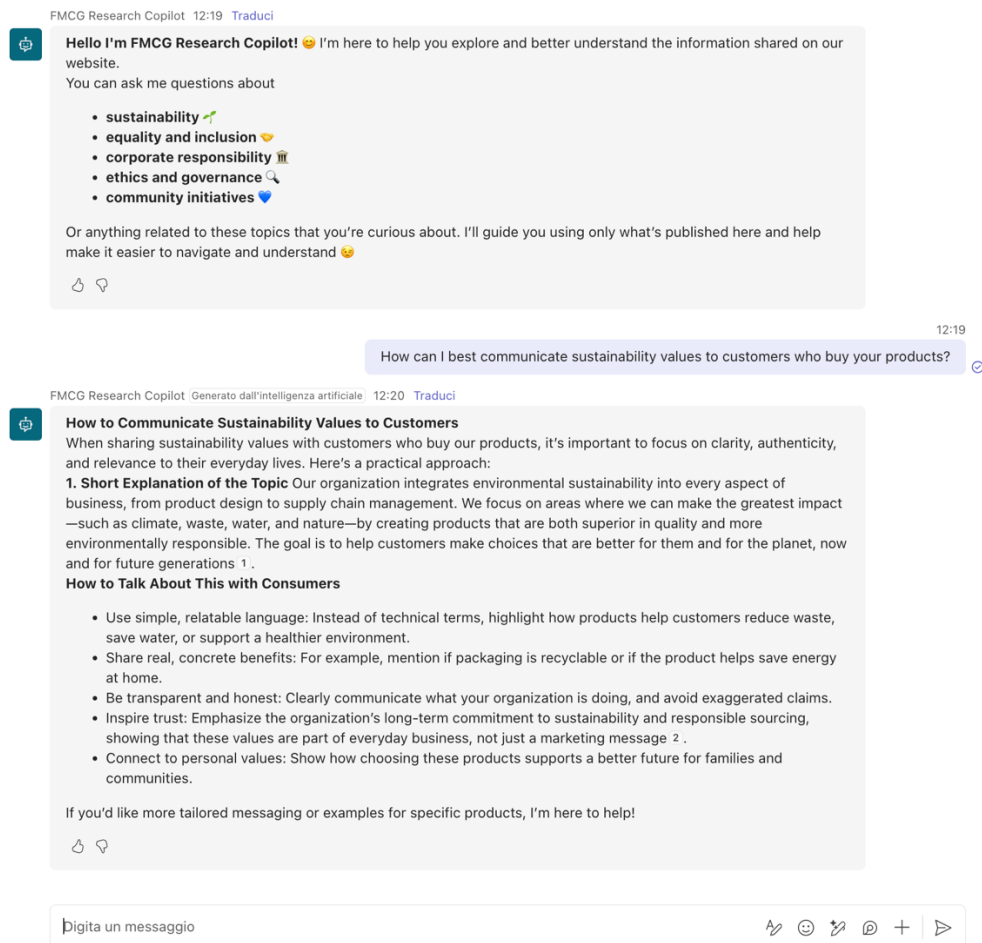 FMCG Research Copilot 12:19 Traduci
Hello I'm FMCG Research Copilot! 😊 I'm here to help you explore and better understand the information shared on our
website.
You can ask me questions about
• sustainability 🌱
• equality and inclusion 🤝
• corporate responsibility 🏛️
• ethics and governance 🔍
• community initiatives 💙
Or anything related to these topics that you're curious about. I'll guide you using only what's published here and help
make it easier to navigate and understand 😉
12:19
How can I best communicate sustainability values to customers who buy your products?
FMCG Research Copilot Generato dall'intelligenza artificiale 12:20 Traduci
How to Communicate Sustainability Values to Customers
When sharing sustainability values with customers who buy our products, it's important to focus on clarity, authenticity,
and relevance to their everyday lives. Here's a practical approach:
1. Short Explanation of the Topic Our organization integrates environmental sustainability into every aspect of
business, from product design to supply chain management. We focus on areas where we can make the greatest impact
—such as climate, waste, water, and nature—by creating products that are both superior in quality and more
environmentally responsible. The goal is to help customers make choices that are better for them and for the planet, now
and for future generations 1 .
How to Talk About This with Consumers
• Use simple, relatable language: Instead of technical terms, highlight how products help customers reduce waste,
save water, or support a healthier environment.
• Share real, concrete benefits: For example, mention if packaging is recyclable or if the product helps save energy
at home.
• Be transparent and honest: Clearly communicate what your organization is doing, and avoid exaggerated claims.
• Inspire trust: Emphasize the organization's long-term commitment to sustainability and responsible sourcing,
showing that these values are part of everyday business, not just a marketing message 2 .
• Connect to personal values: Show how choosing these products supports a better future for families and
communities.
If you'd like more tailored messaging or examples for specific products, I'm here to help!
Digita un messaggio